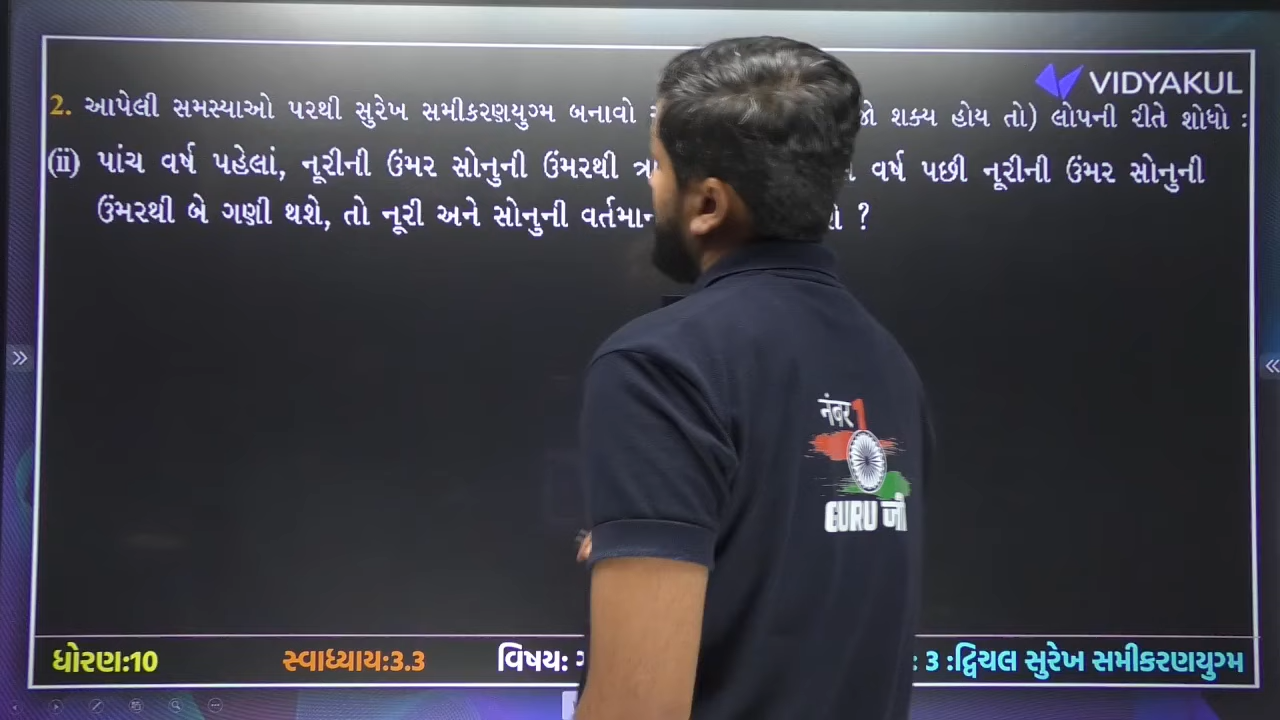 VIDYAKUL
2. આપેલી સમસ્યાઓ પરથી સુરેખ સમીકરણયુગ્મ બનાવો શક્ય હોય તો) લોપની રીતે શોધો :
(ii) પાંચ વર્ષ પહેલાં, નૂરીની ઉંમર સોનુની ઉંમરથી વર્ષ પછી નૂરીની ઉંમર સોનુની
ઉંમરથી બે ગણી થશે, તો નૂરી અને સોનુની ?
नंबर 1
GURU जी
ધોરણ:10 સ્વાધ્યાય:3.3 વિષય: 3 :દ્વિચલ સુરેખ સમીકરણયુગ્મ